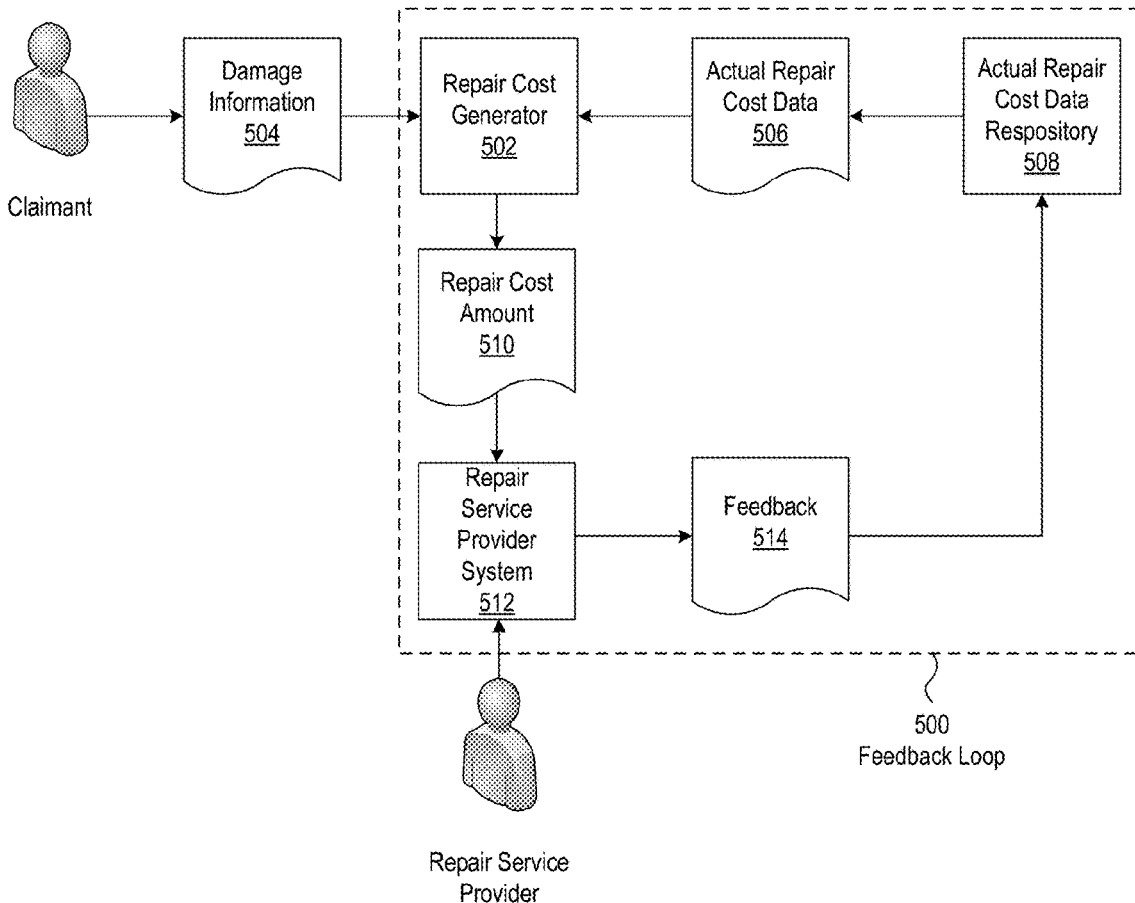 Claimant
Damage
Information
504
Repair Cost
Generator
502
Actual Repair
Cost Data
506
Actual Repair
Cost Data
Respository
508
Repair Cost
Amount
510
Repair
Service
Provider
System
512
Feedback
514
500
Feedback Loop
Repair Service
Provider